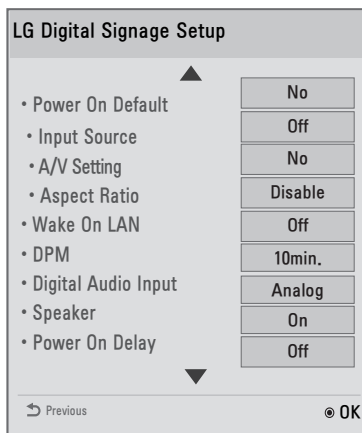 LG Digital Signage Setup
• Power On Default
No
• Input Source
Off
• A/V Setting
No
• Aspect Ratio
Disable
• Wake On LAN
Off
• DPM
10min.
• Digital Audio Input
Analog
• Speaker
On
• Power On Delay
Off
Previous
OK